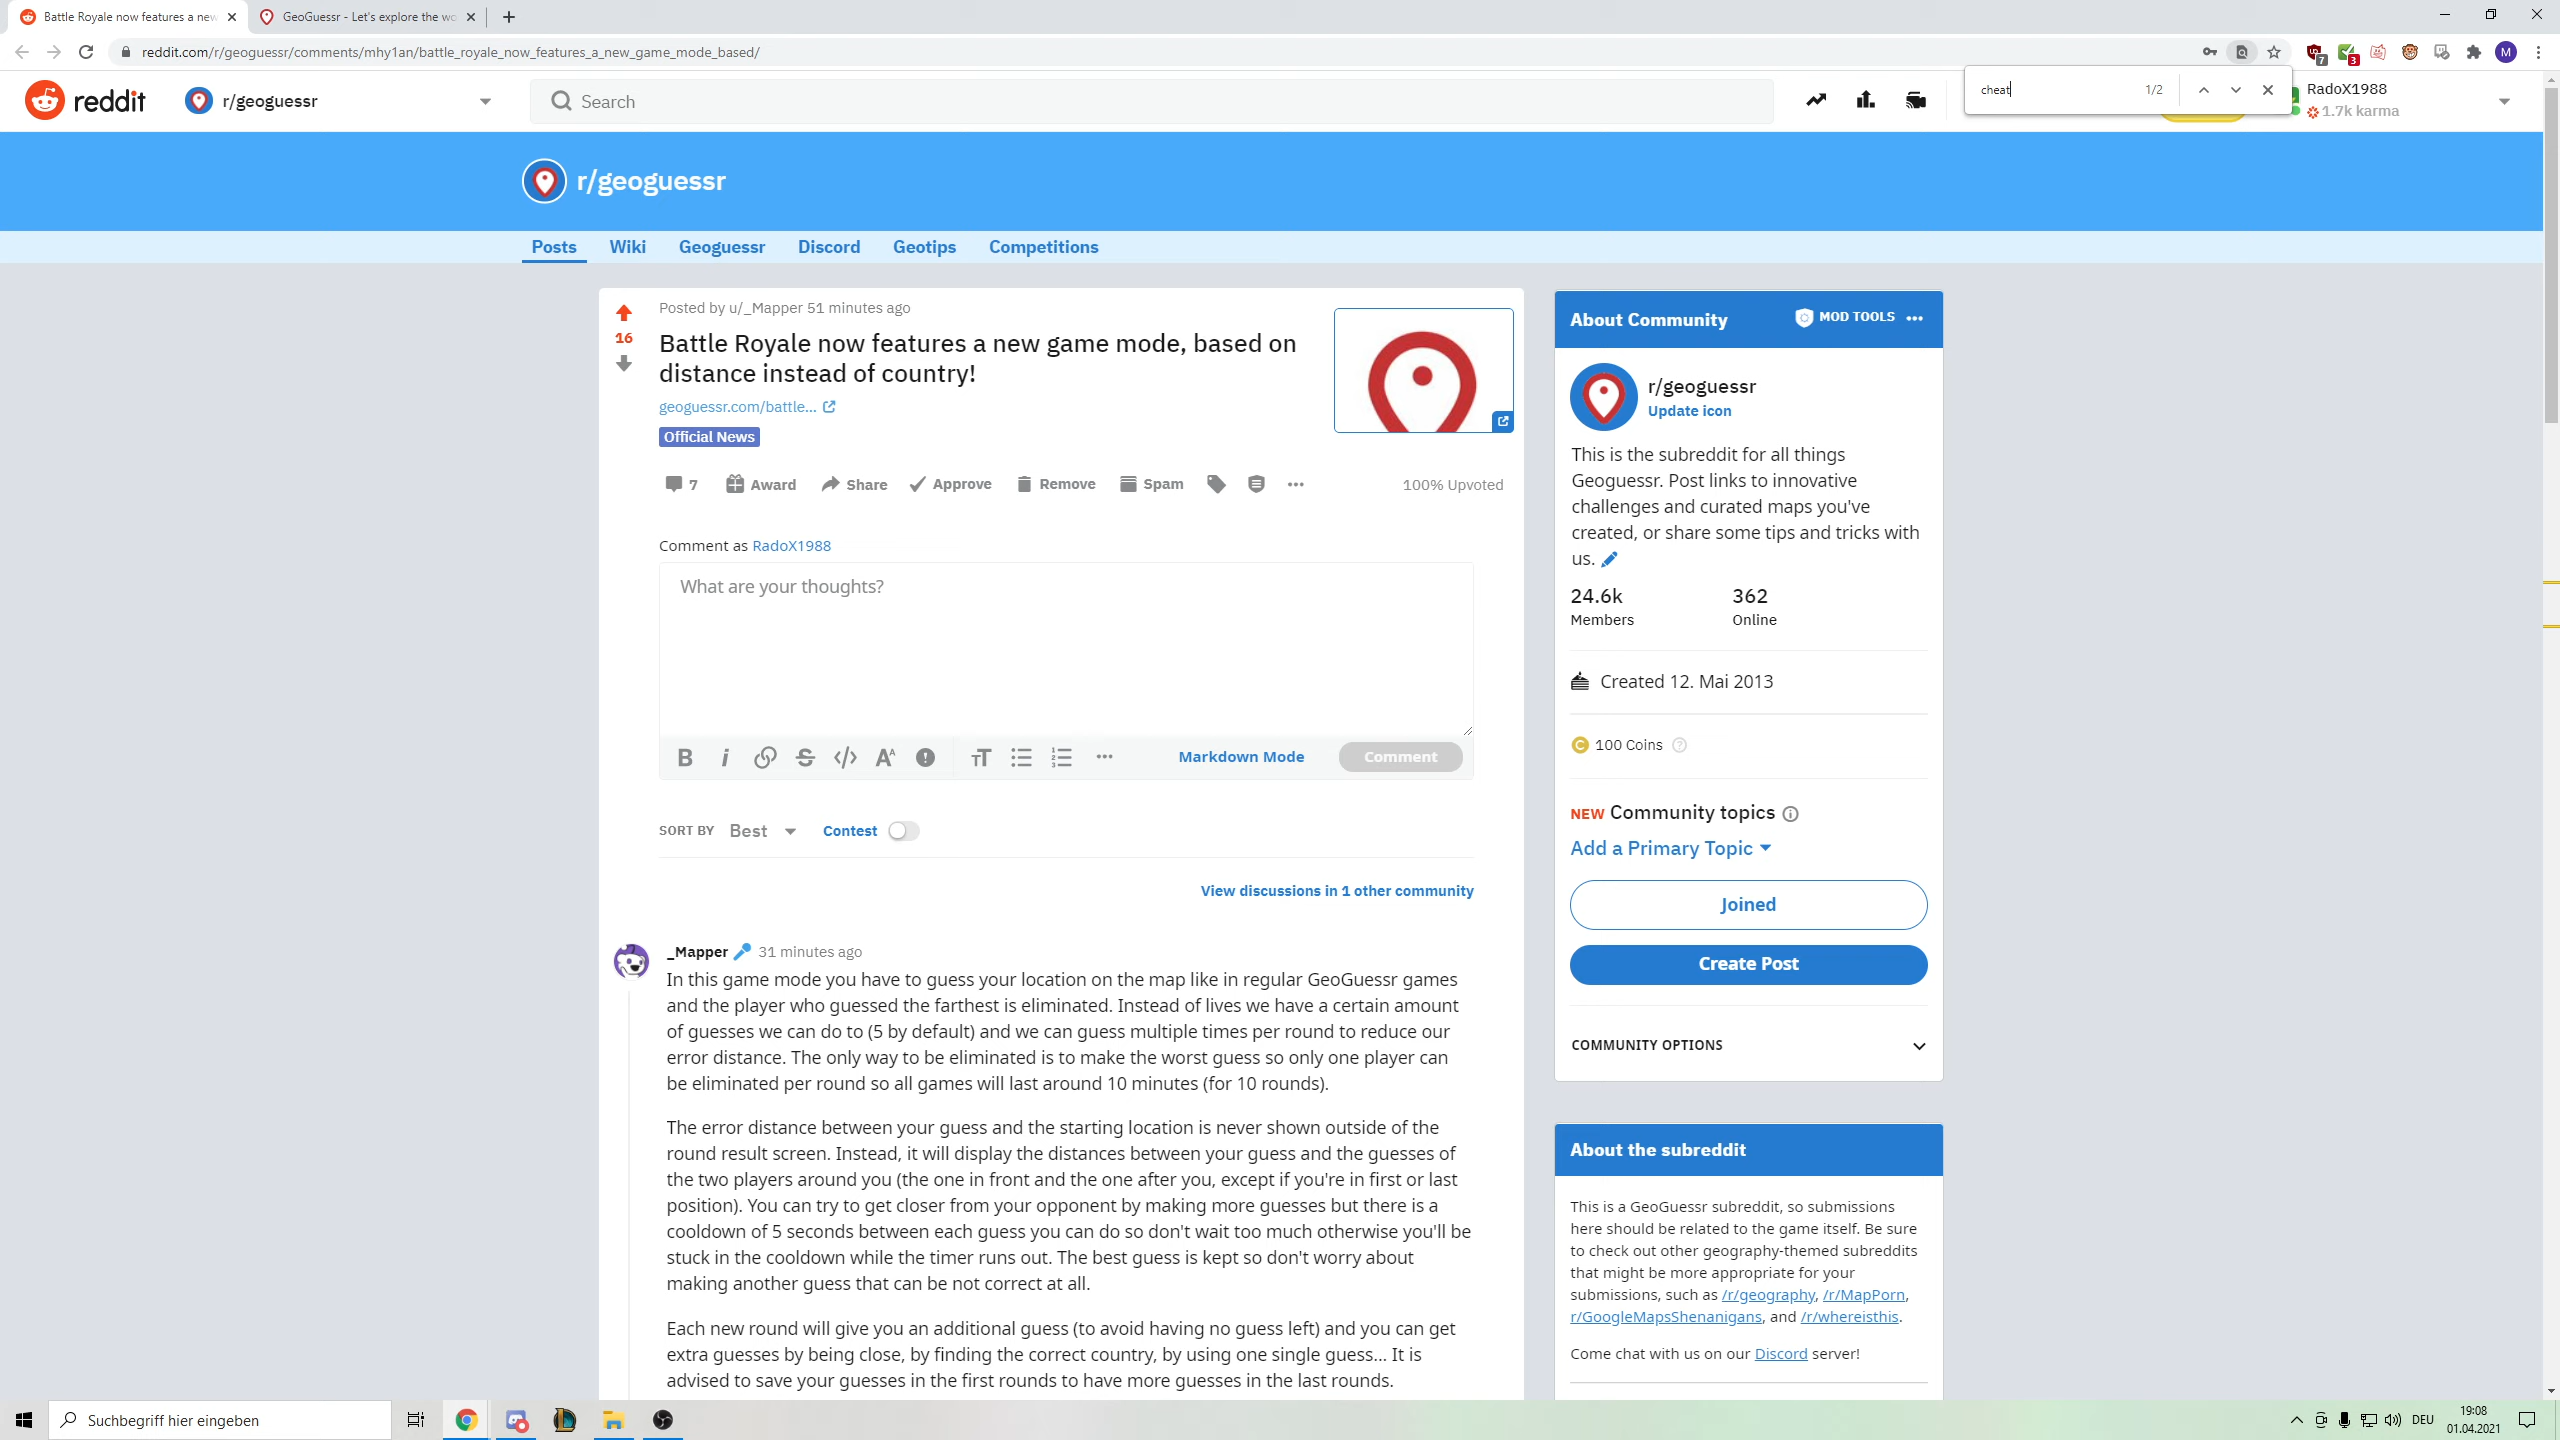 Battle Royale now features a new
GeoGuessr - Let's explore the wo
reddit.com/r/geoguessr/comments/mhy1an/battle_royale_now_features_a_new_game_mode_based/
7
3
M
reddit
r/geoguessr
Search
cheat
1/2
RadoX1988
1.7k karma
r/geoguessr
Posts
Wiki
Geoguessr
Discord
Geotips
Competitions
16
Posted by u/_Mapper 51 minutes ago
Battle Royale now features a new game mode, based on
distance instead of country!
geoguessr.com/battle...
Official News
7
Award
Share
Approve
Remove
Spam
100% Upvoted
Comment as RadoX1988
What are your thoughts?
Markdown Mode
Comment
SORT BY Best
Contest
View discussions in 1 other community
_Mapper 31 minutes ago
In this game mode you have to guess your location on the map like in regular GeoGuessr games
and the player who guessed the farthest is eliminated. Instead of lives we have a certain amount
of guesses we can do to (5 by default) and we can guess multiple times per round to reduce our
error distance. The only way to be eliminated is to make the worst guess so only one player can
be eliminated per round so all games will last around 10 minutes (for 10 rounds).
The error distance between your guess and the starting location is never shown outside of the
round result screen. Instead, it will display the distances between your guess and the guesses of
the two players around you (the one in front and the one after you, except if you're in first or last
position). You can try to get closer from your opponent by making more guesses but there is a
cooldown of 5 seconds between each guess you can do so don't wait too much otherwise you'll be
stuck in the cooldown while the timer runs out. The best guess is kept so don't worry about
making another guess that can be not correct at all.
Each new round will give you an additional guess (to avoid having no guess left) and you can get
extra guesses by being close, by finding the correct country, by using one single guess... It is
advised to save your guesses in the first rounds to have more guesses in the last rounds.
About Community
MOD TOOLS
r/geoguessr
Update icon
This is the subreddit for all things
Geoguessr. Post links to innovative
challenges and curated maps you've
created, or share some tips and tricks with
us.
24.6k
Members
362
Online
Created 12. Mai 2013
100 Coins
NEW Community topics
Add a Primary Topic
Joined
Create Post
COMMUNITY OPTIONS
About the subreddit
This is a GeoGuessr subreddit, so submissions
here should be related to the game itself. Be sure
to check out other geography-themed subreddits
that might be more appropriate for your
submissions, such as /r/geography, /r/MapPorn,
r/GoogleMapsShenanigans, and /r/whereisthis.
Come chat with us on our Discord server!
Suchbegriff hier eingeben
DEU
19:08
01.04.2021